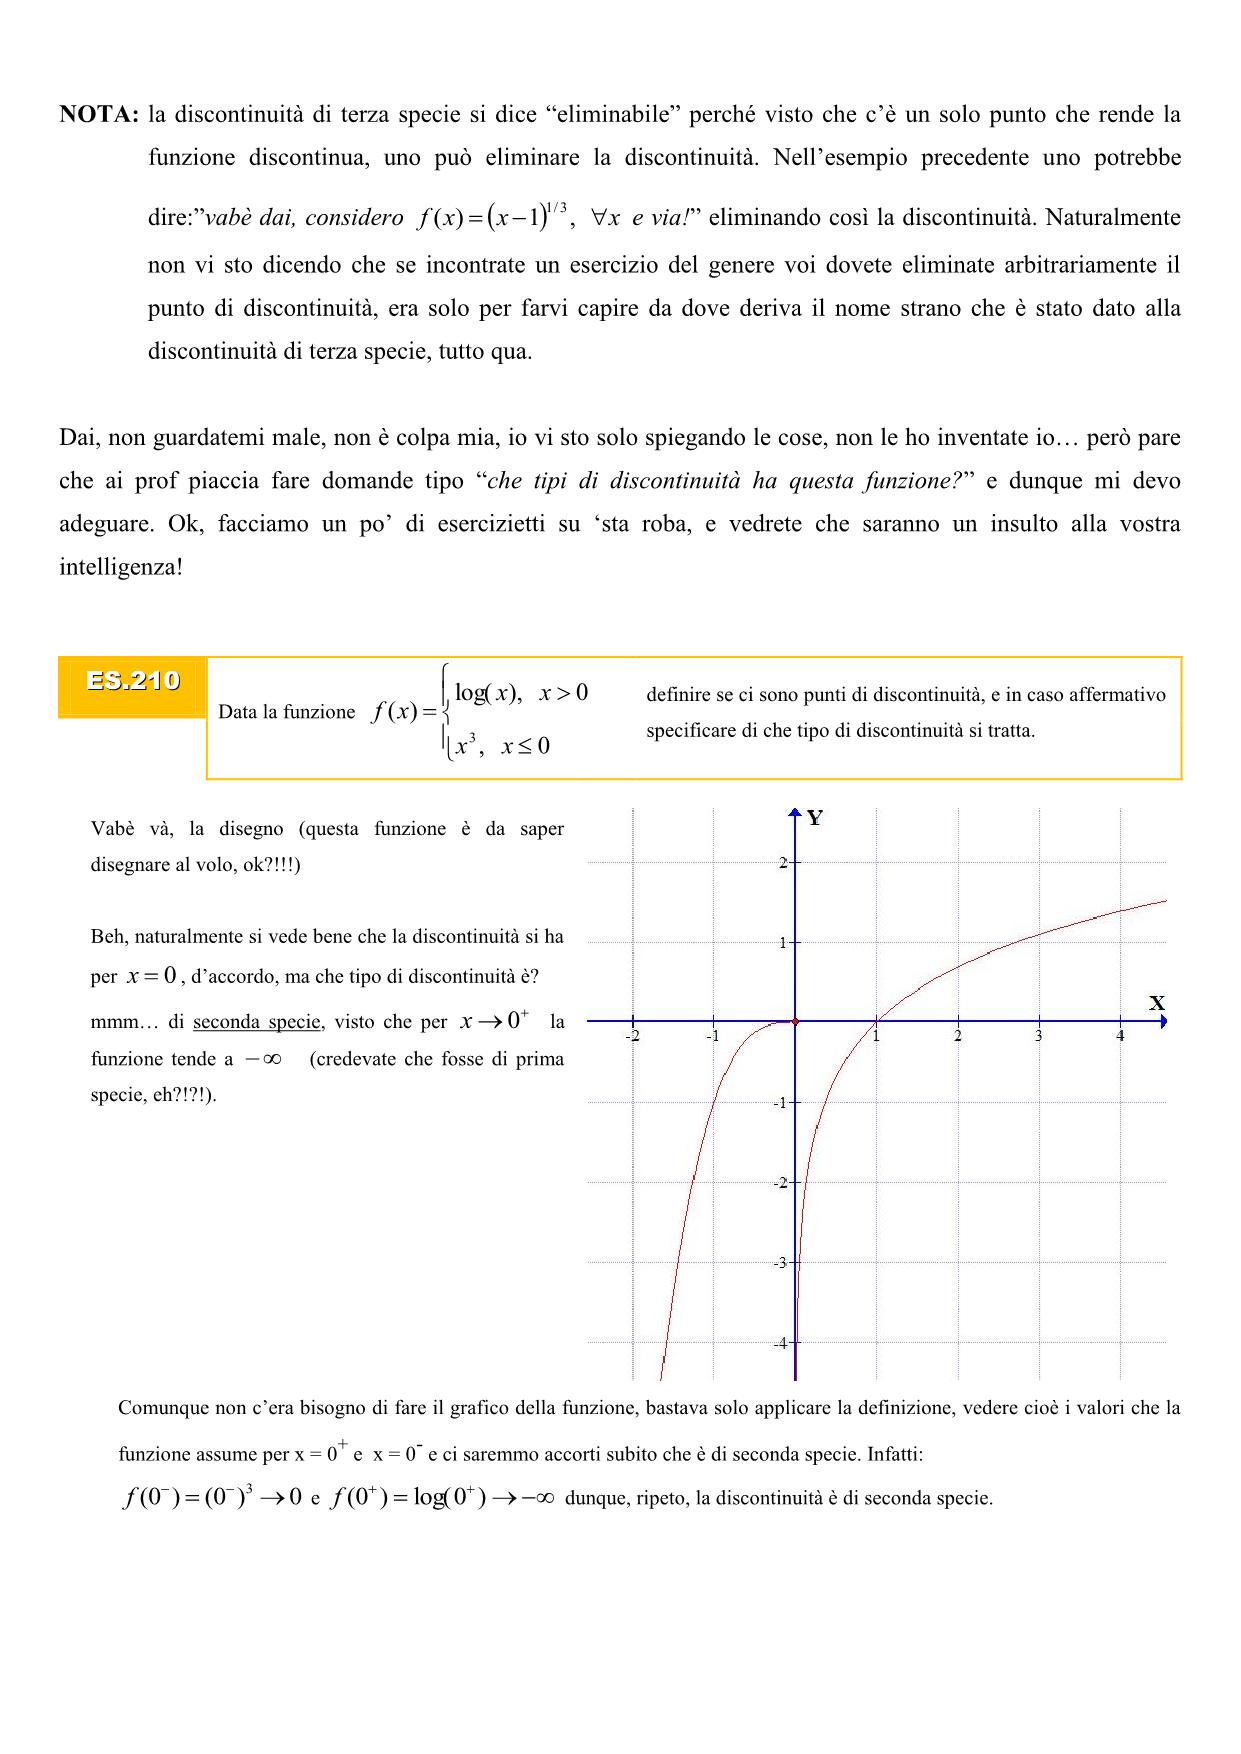 NOTA: la discontinuità di terza specie si dice “eliminabile” perché visto che c’è un solo punto che rende la
funzione discontinua, uno può eliminare la discontinuità. Nell’esempio precedente uno potrebbe
dire:”vabè dai, considero f(x)=(x−1)^{1/3}, ∀x e via!” eliminando così la discontinuità. Naturalmente
non vi sto dicendo che se incontrate un esercizio del genere voi dovete eliminate arbitrariamente il
punto di discontinuità, era solo per farvi capire da dove deriva il nome strano che è stato dato alla
discontinuità di terza specie, tutto qua.
Dai, non guardatemi male, non è colpa mia, io vi sto solo spiegando le cose, non le ho inventate io… però pare
che ai prof piaccia fare domande tipo “che tipi di discontinuità ha questa funzione?” e dunque mi devo
adeguare. Ok, facciamo un po’ di esercizietti su ‘sta roba, e vedrete che saranno un insulto alla vostra
intelligenza!
ES.210
Data la funzione f(x)={
log(x), x>0
x³, x≤0
definire se ci sono punti di discontinuità, e in caso affermativo
specificare di che tipo di discontinuità si tratta.
Vabè và, la disegno (questa funzione è da saper
disegnare al volo, ok?!!!)
Beh, naturalmente si vede bene che la discontinuità si ha
per x=0, d’accordo, ma che tipo di discontinuità è?
mmm… di seconda specie, visto che per x→0⁺ la
funzione tende a −∞ (credevate che fosse di prima
specie, eh?!?!).
Y
2
1
X
-2 -1 1 2 3 4
-1
-2
-3
-4
Comunque non c’era bisogno di fare il grafico della funzione, bastava solo applicare la definizione, vedere cioè i valori che la
funzione assume per x = 0⁺ e x = 0⁻ e ci saremmo accorti subito che è di seconda specie. Infatti:
f(0⁻)=(0⁻)³→0 e f(0⁺)=log(0⁺)→−∞ dunque, ripeto, la discontinuità è di seconda specie.